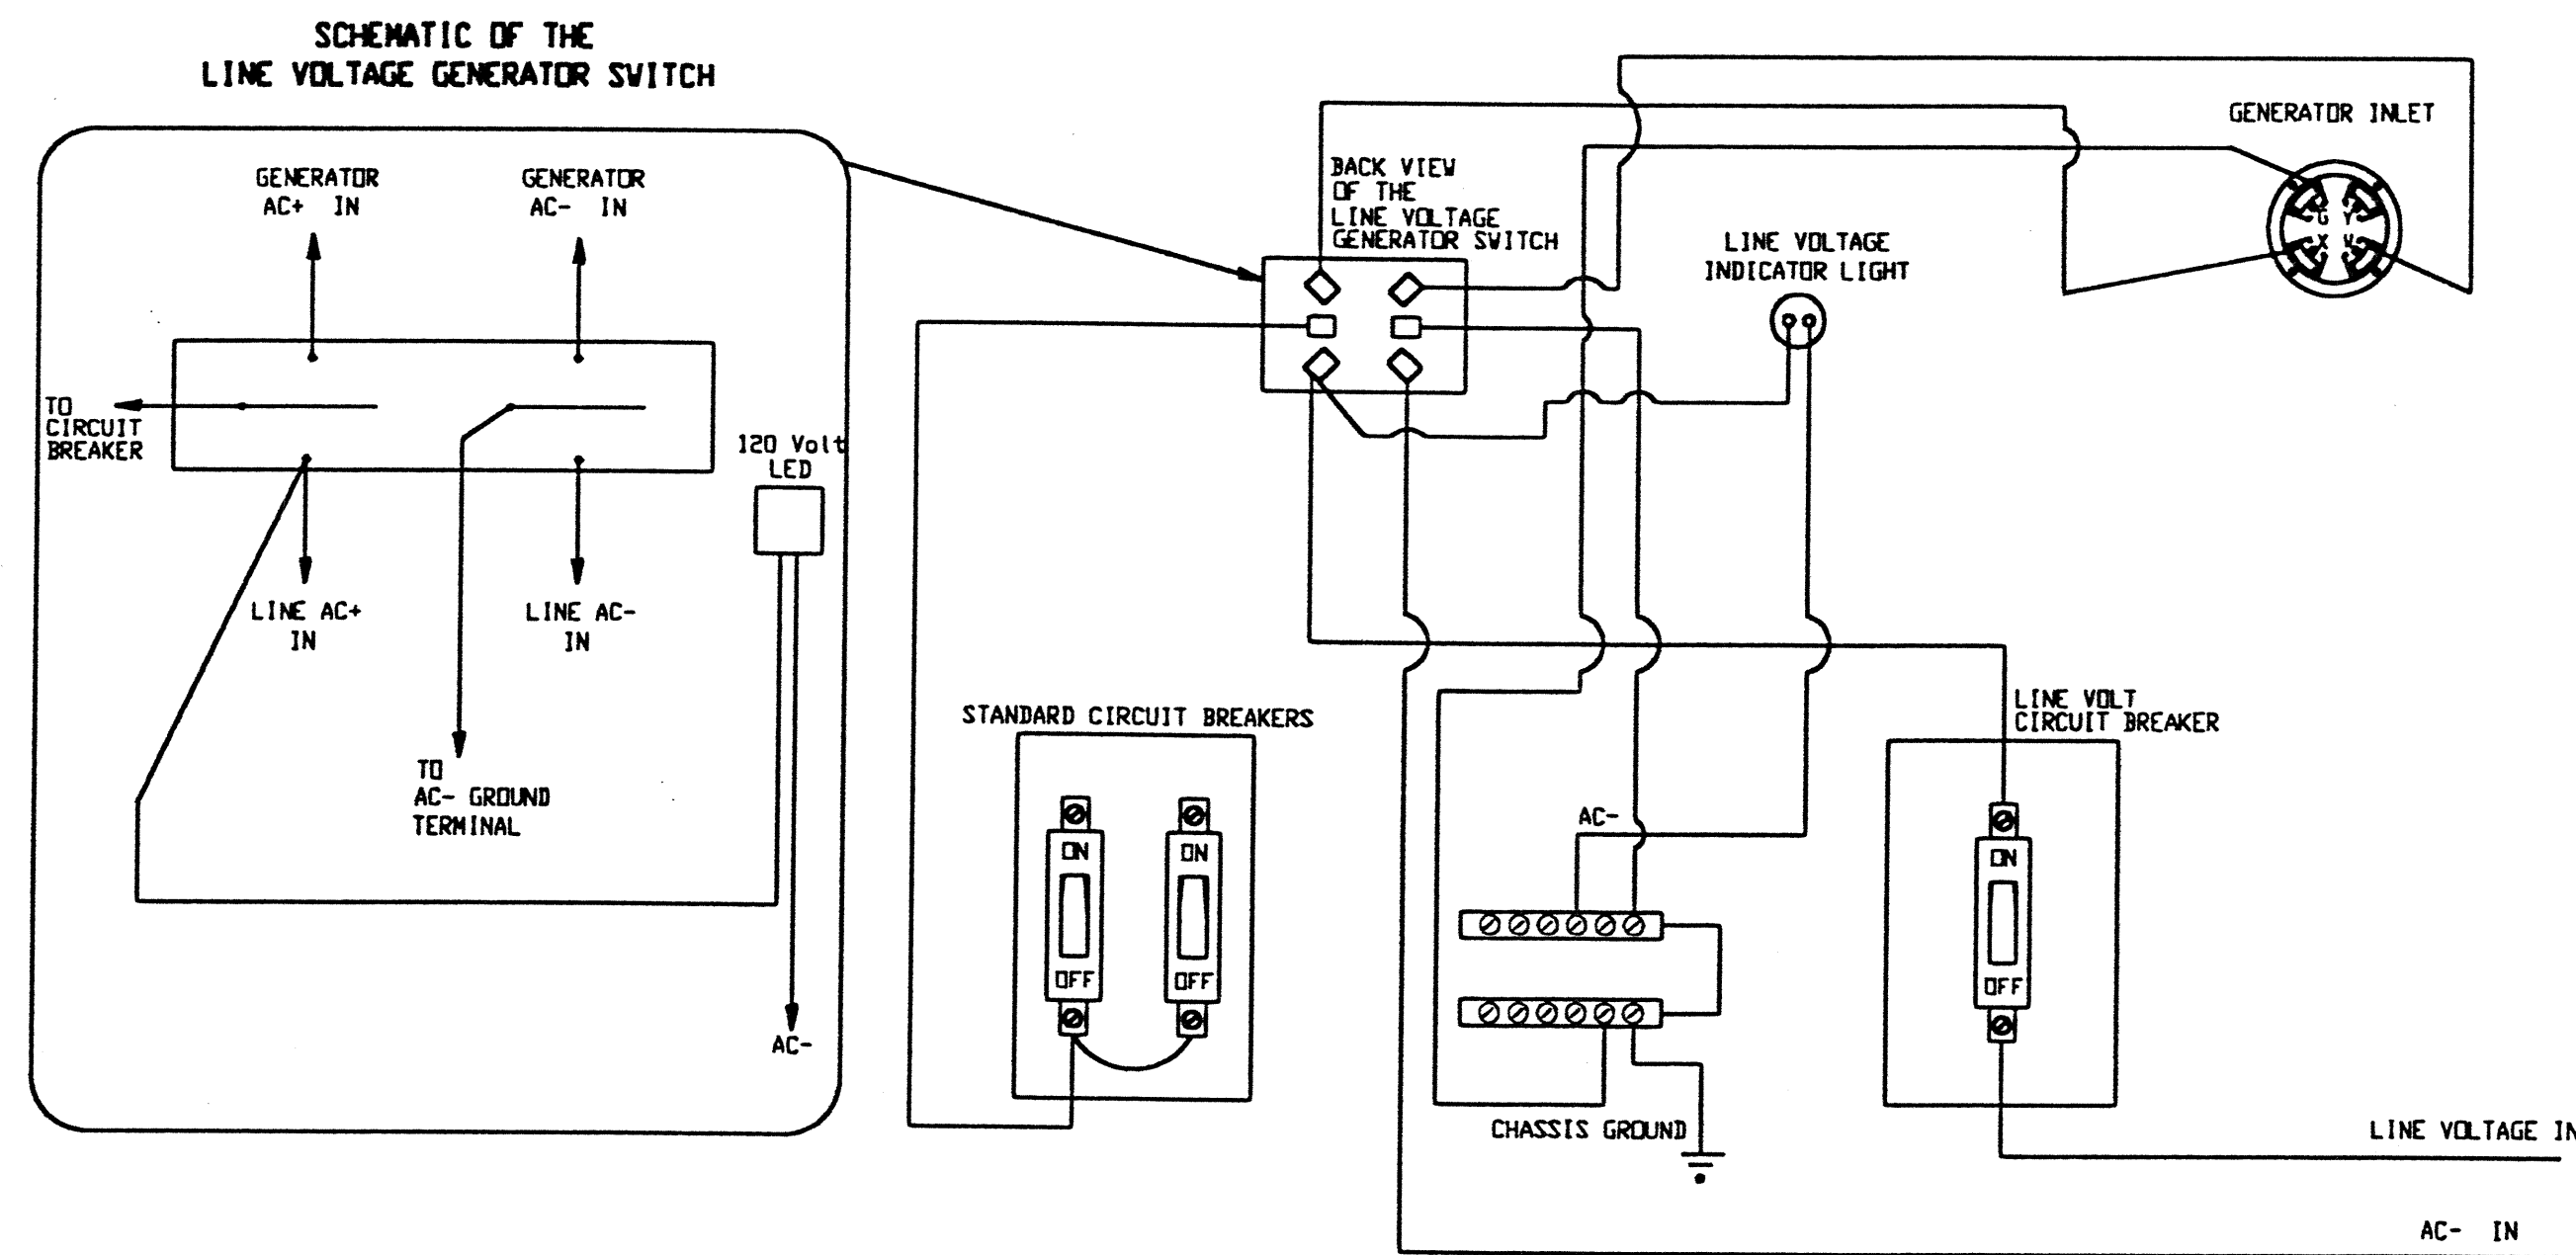 SCHEMATIC OF THE
LINE VOLTAGE GENERATOR SWITCH
GENERATOR
AC+ IN
GENERATOR
AC- IN
TO
CIRCUIT
BREAKER
120 Volt
LED
LINE AC+
IN
LINE AC-
IN
TO
AC- GROUND
TERMINAL
AC-
BACK VIEW
OF THE
LINE VOLTAGE
GENERATOR SWITCH
GENERATOR INLET
G Y
X W
LINE VOLTAGE
INDICATOR LIGHT
STANDARD CIRCUIT BREAKERS
ON
ON
OFF
OFF
AC-
CHASSIS GROUND
LINE VOLT
CIRCUIT BREAKER
ON
OFF
LINE VOLTAGE IN
AC- IN